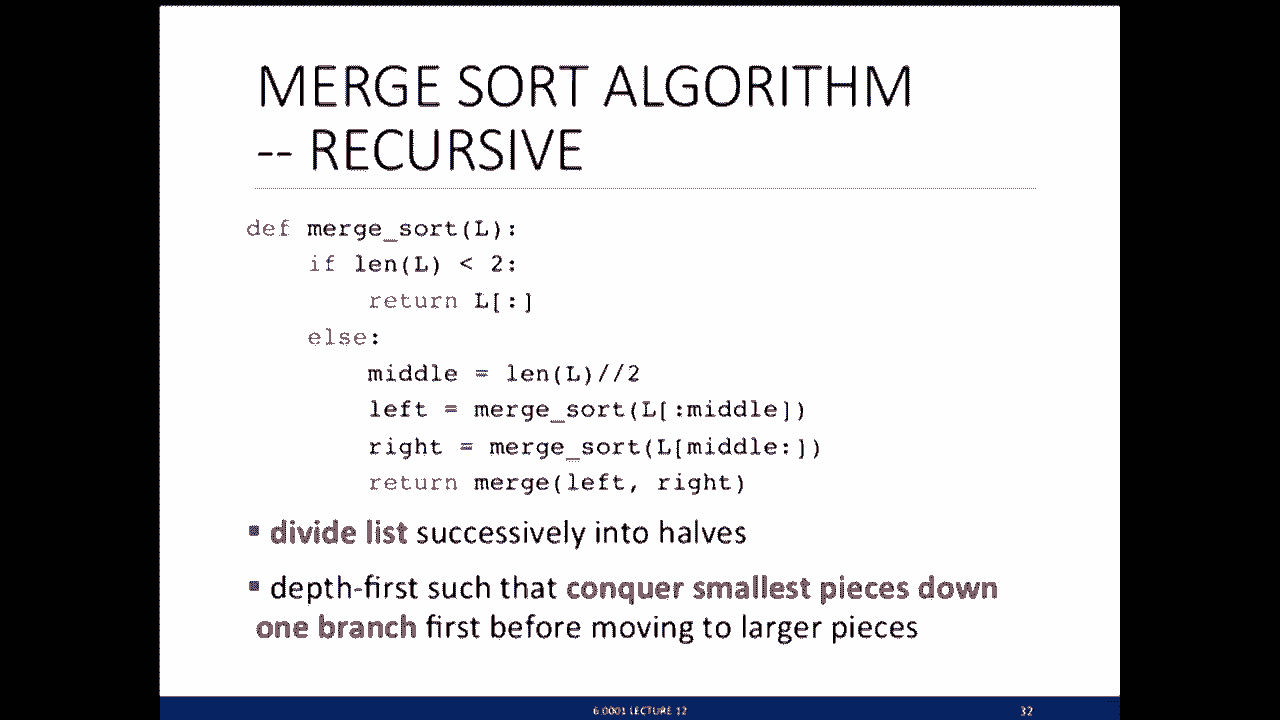 MERGE SORT ALGORITHM
-- RECURSIVE
def merge_sort(L):
    if len(L) < 2:
        return L[:]
    else:
        middle = len(L)//2
        left = merge_sort(L[:middle])
        right = merge_sort(L[middle:])
        return merge(left, right)
▪ divide list successively into halves
▪ depth-first such that conquer smallest pieces down
one branch first before moving to larger pieces
6.0001 LECTURE 12
32